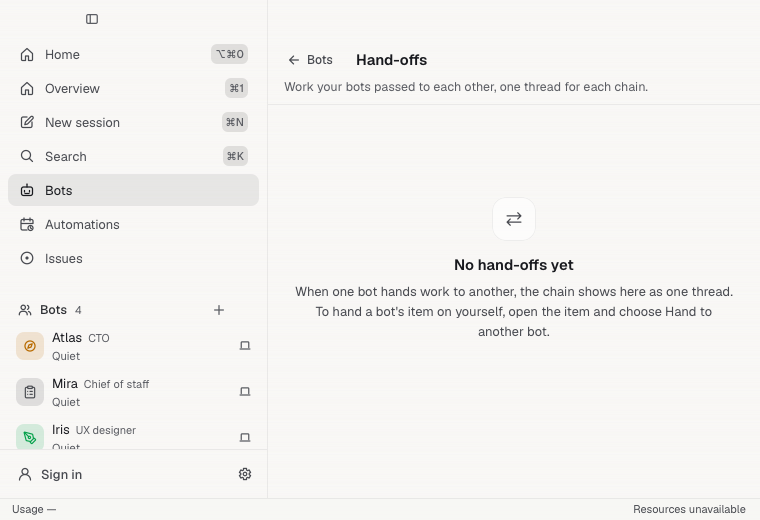 Home ⌥⌘0
Overview ⌘1
New session ⌘N
Search ⌘K
Bots
Automations
Issues
Bots 4
Atlas CTO
Quiet
Mira Chief of staff
Quiet
Iris UX designer
Quiet
Sign in
Bots Hand-offs
Work your bots passed to each other, one thread for each chain.
No hand-offs yet
When one bot hands work to another, the chain shows here as one thread.
To hand a bot's item on yourself, open the item and choose Hand to
another bot.
Usage —
Resources unavailable